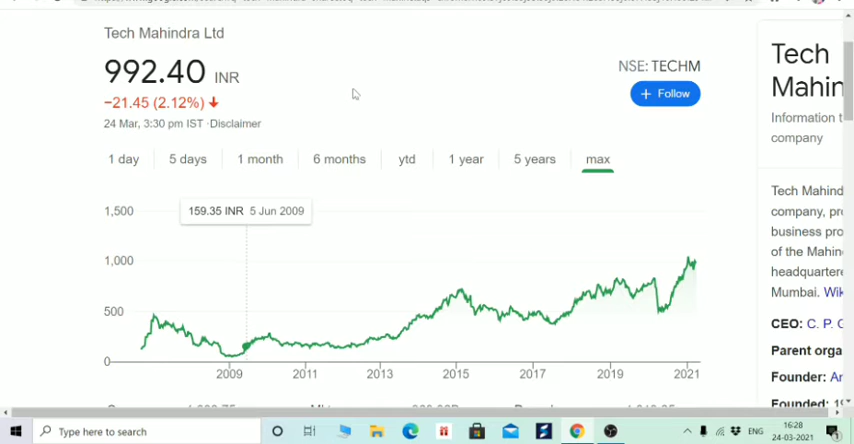 Tech Mahindra Ltd
992.40 INR
−21.45 (2.12%)
24 Mar, 3:30 pm IST ·Disclaimer
NSE: TECHM
+ Follow
1 day 5 days 1 month 6 months ytd 1 year 5 years max
159.35 INR 5 Jun 2009
1,500
1,000
500
0
2009 2011 2013 2015 2017 2019 2021
Tech
Mahin
Information t
company
Tech Mahind
company, pro
business pro
of the Mahin
headquartere
Mumbai. Wik
CEO: C. P. G
Parent orga
Founder: An
Founded: 19
Type here to search
ENG
16:28
24-03-2021